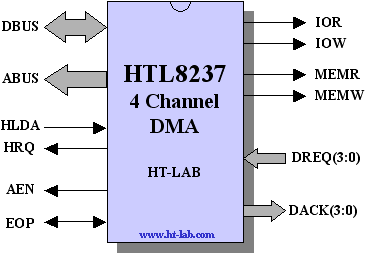 DBUS
ABUS
HLDA
HRQ
AEN
EOP
HTL8237
4 Channel
DMA
HT-LAB
www.ht-lab.com
IOR
IOW
MEMR
MEMW
DREQ(3:0)
DACK(3:0)